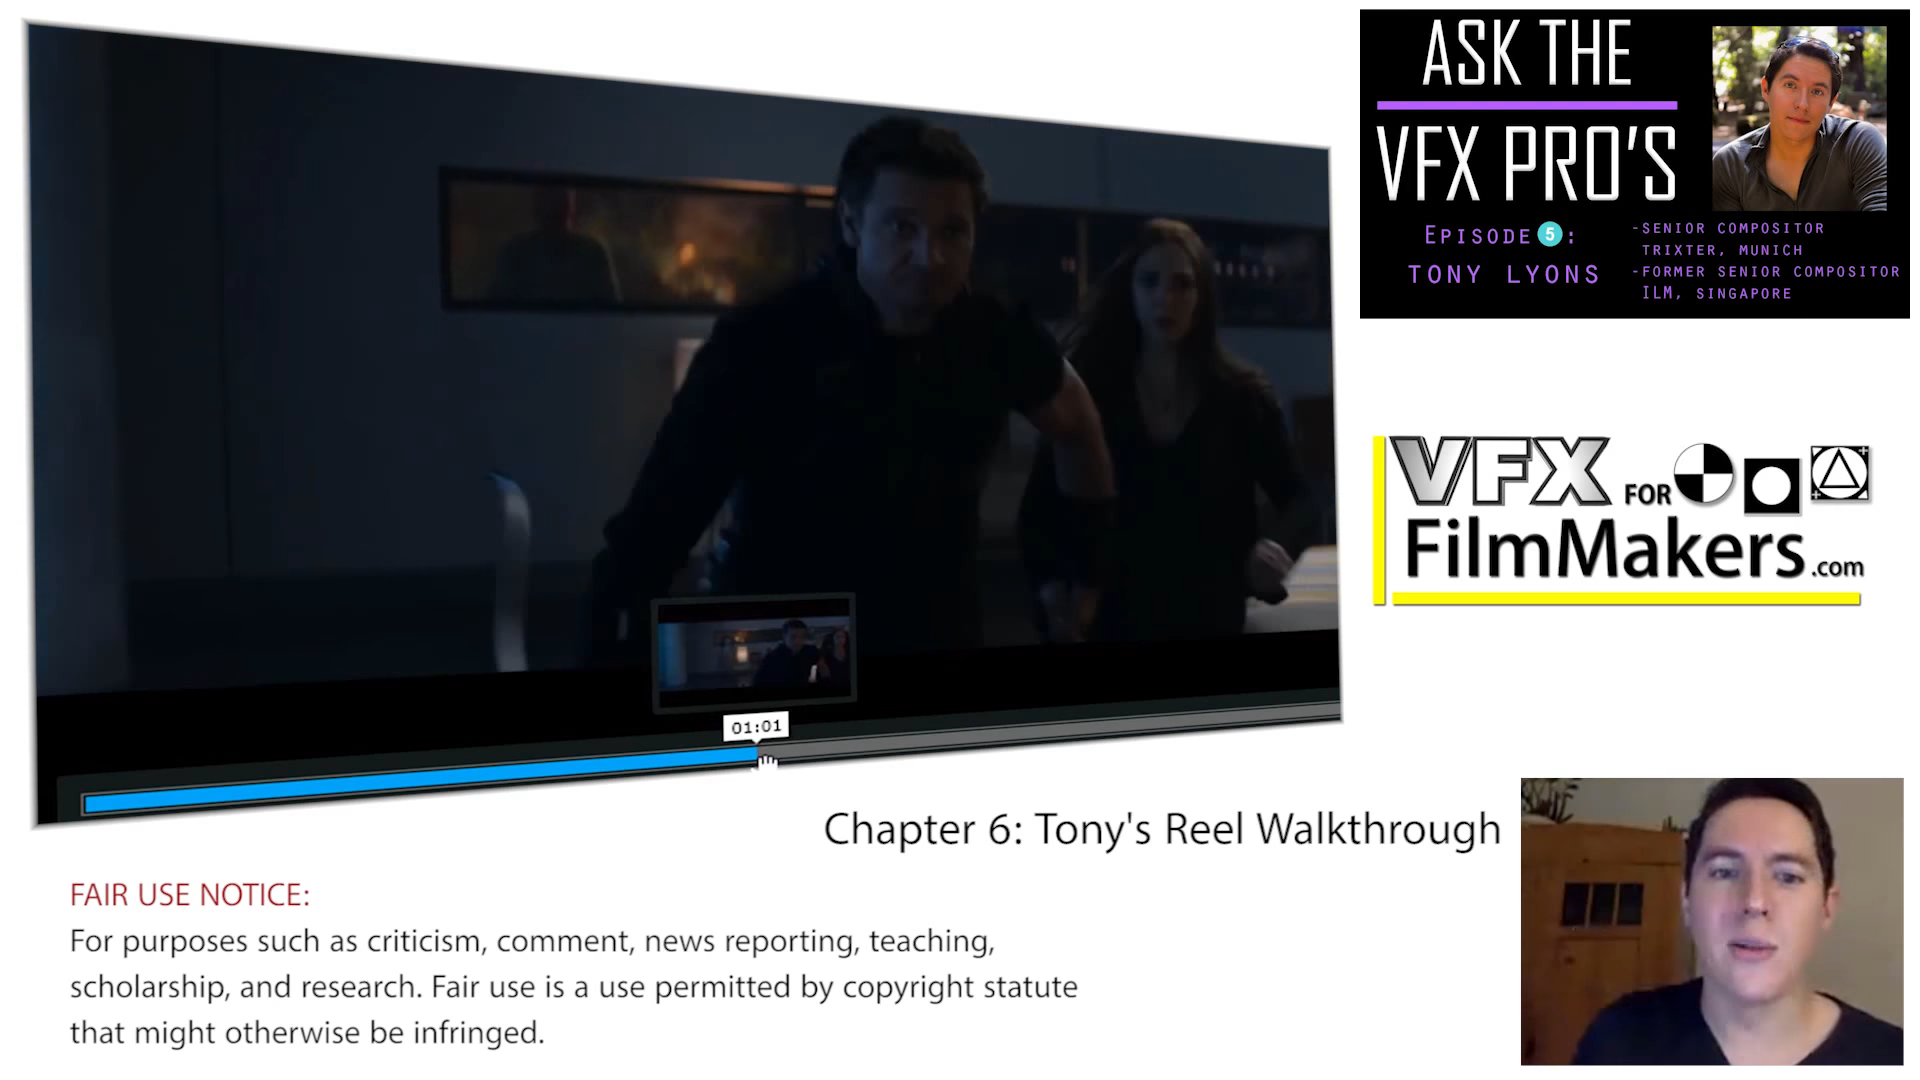 ASK THE
VFX PRO'S
EPISODE 5:
TONY LYONS
-SENIOR COMPOSITOR
TRIXTER, MUNICH
-FORMER SENIOR COMPOSITOR
ILM, SINGAPORE
VFX FOR
FilmMakers.com
01:01
Chapter 6: Tony's Reel Walkthrough
FAIR USE NOTICE:
For purposes such as criticism, comment, news reporting, teaching,
scholarship, and research. Fair use is a use permitted by copyright statute
that might otherwise be infringed.